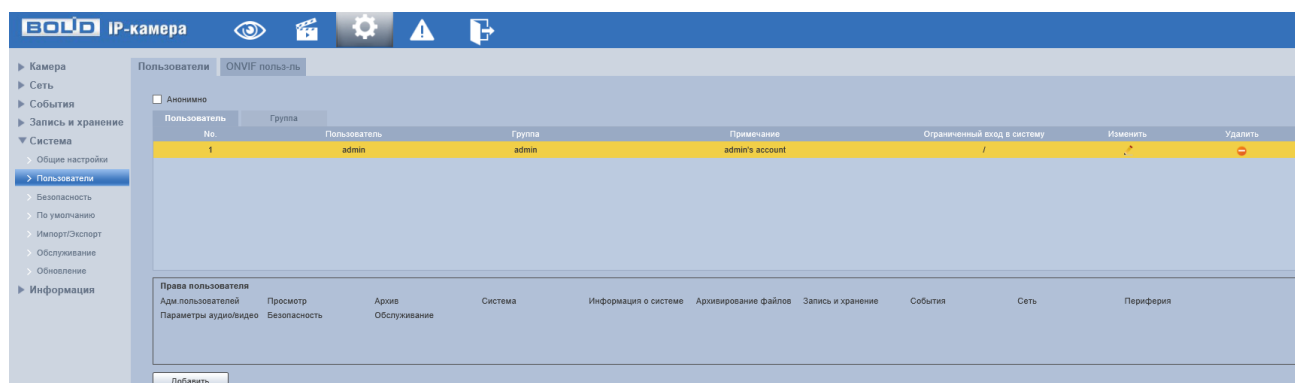 BOLID IP-камера
Камера
Сеть
События
Запись и хранение
Система
Общие настройки
Пользователи
Безопасность
По умолчанию
Импорт/Экспорт
Обслуживание
Обновление
Информация
Пользователи ONVIF польз-ль
Анонимно
Пользователь Группа
No. Пользователь Группа Примечание Ограниченный вход в систему Изменить Удалить
1 admin admin admin's account /
Права пользователя
Адм.пользователей Просмотр Архив Система Информация о системе Архивирование файлов Запись и хранение События Сеть Периферия
Параметры аудио/видео Безопасность Обслуживание
Добавить